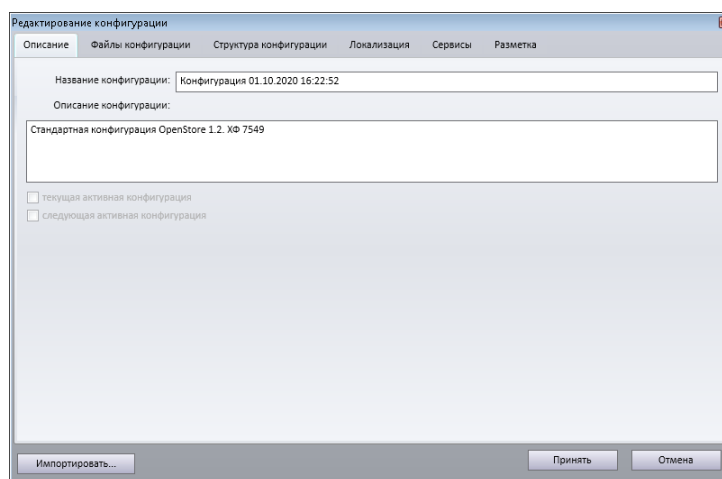 Редактирование конфигурации
Описание Файлы конфигурации Структура конфигурации Локализация Сервисы Разметка
Название конфигурации: Конфигурация 01.10.2020 16:22:52
Описание конфигурации:
Стандартная конфигурация OpenStore 1.2. ХФ 7549
текущая активная конфигурация
следующая активная конфигурация
Импортировать... Принять Отмена